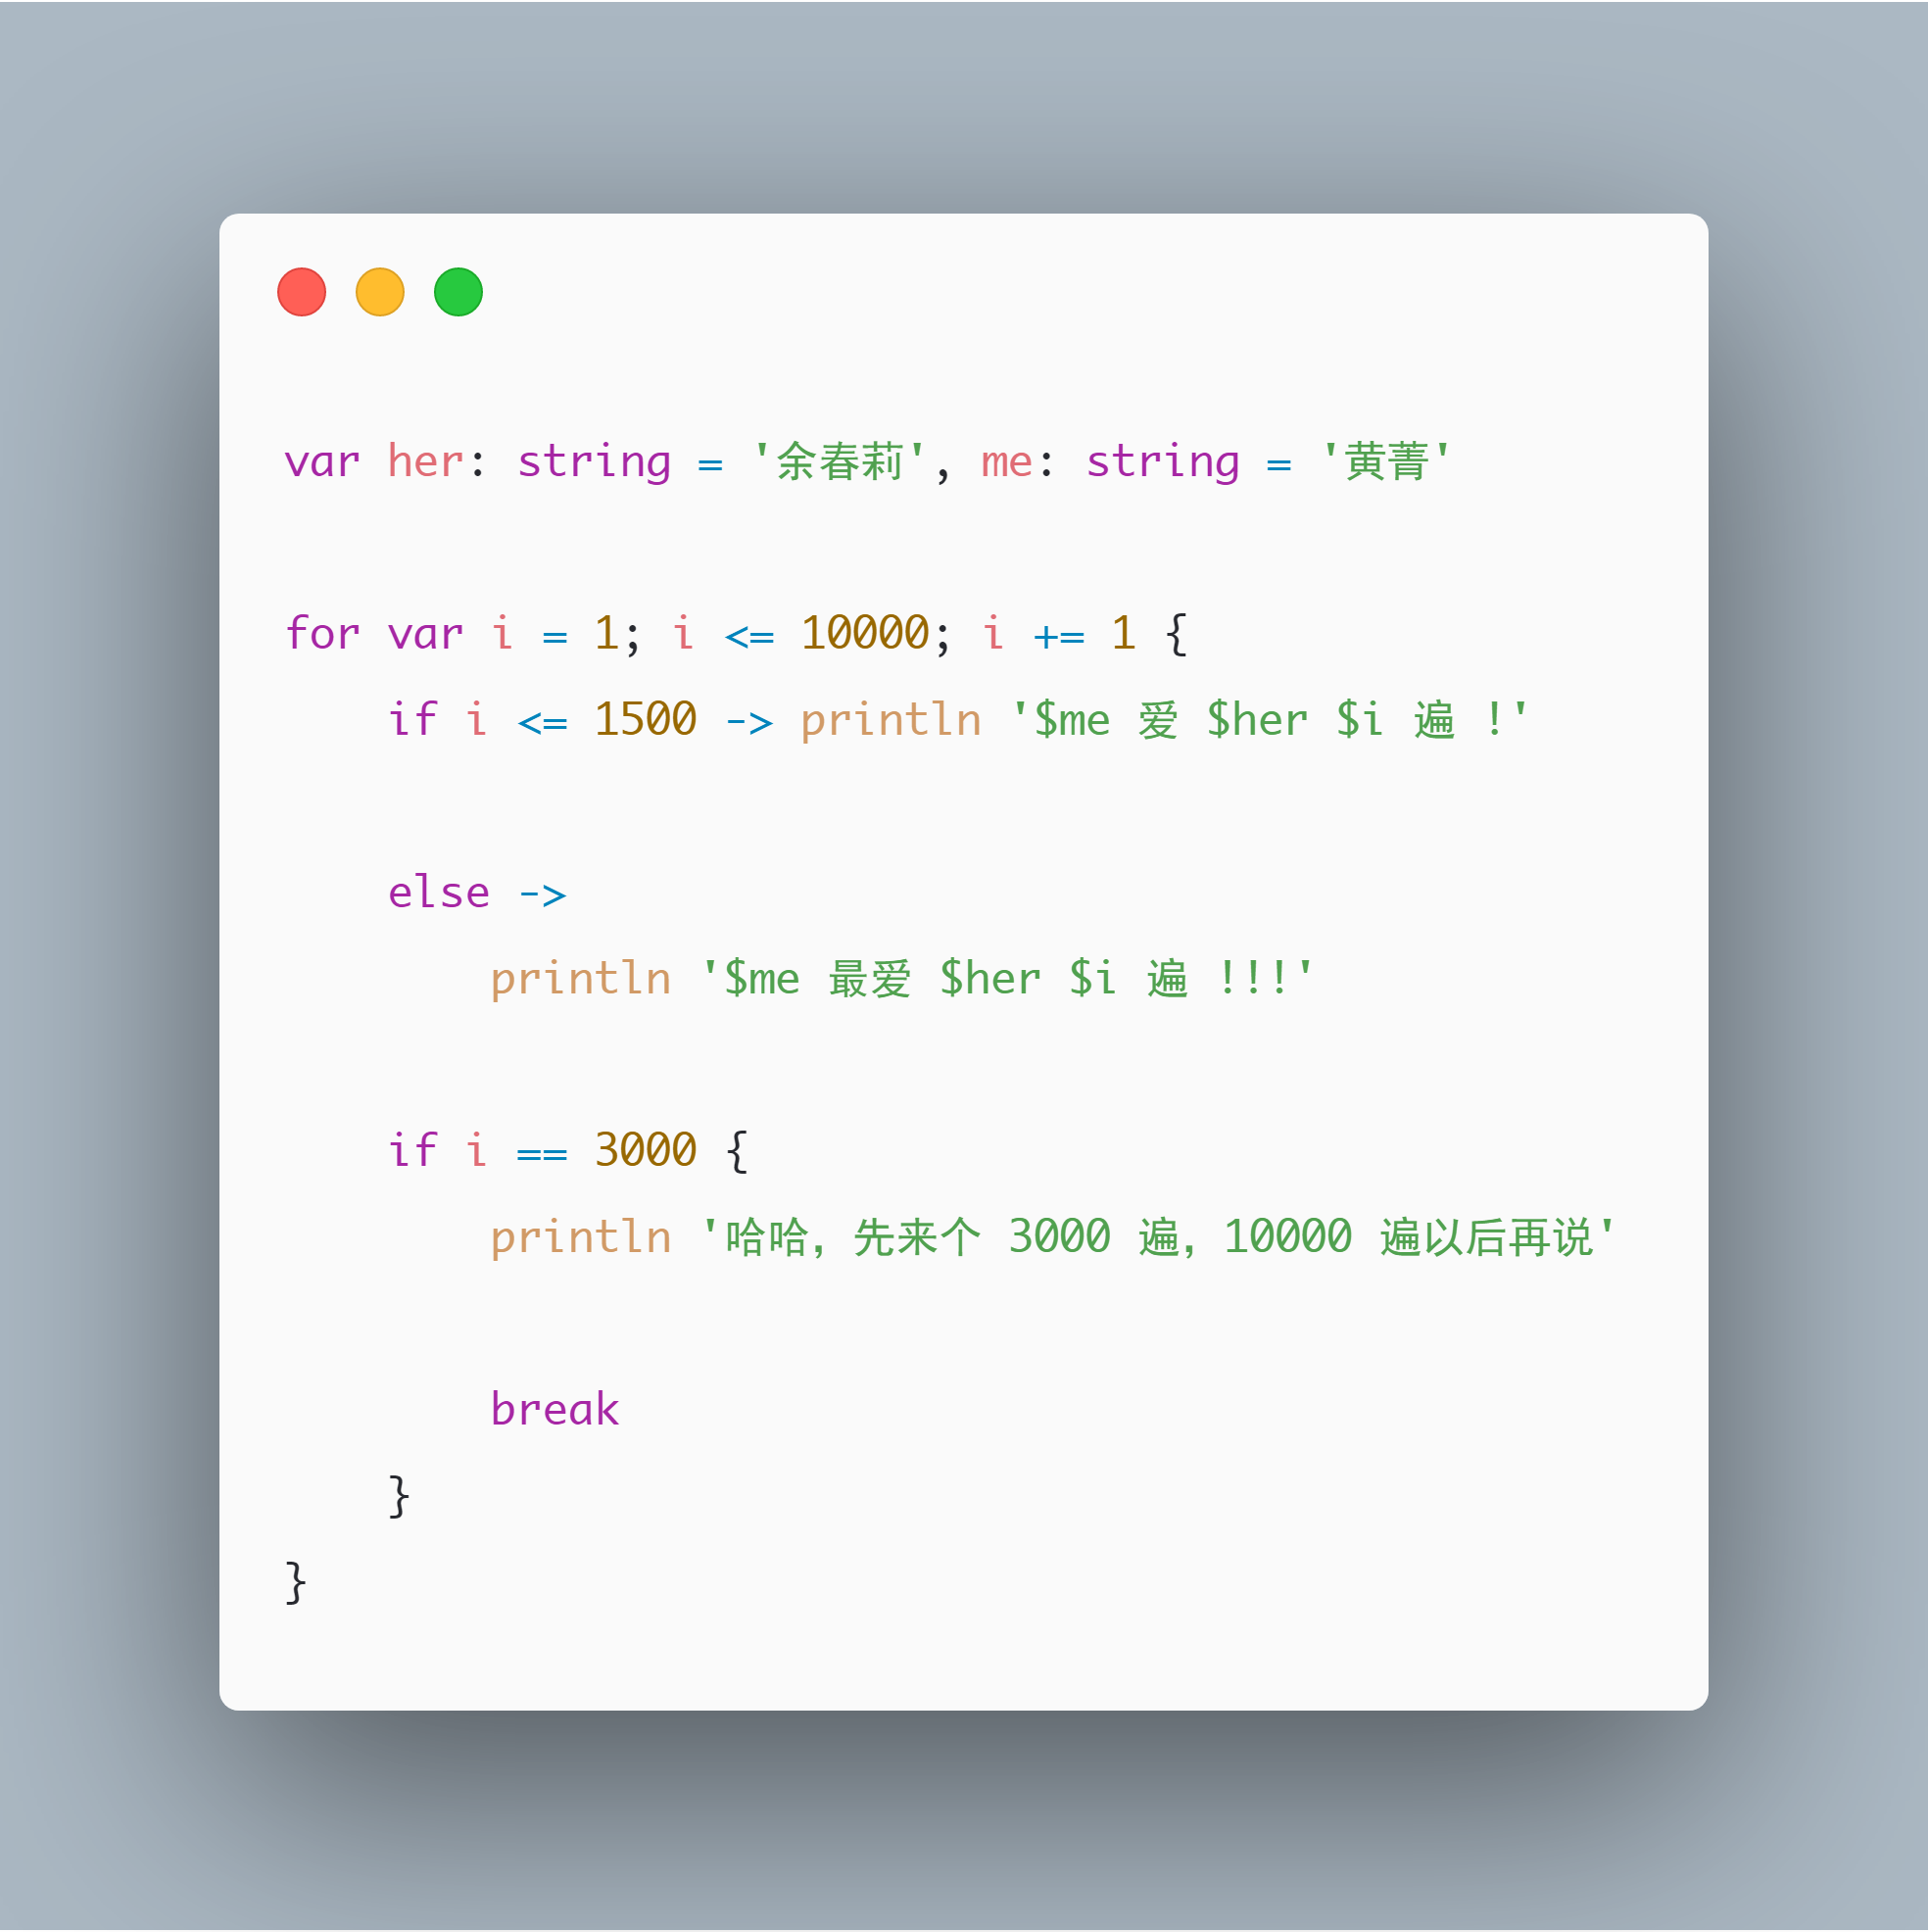 var her: string = '余春莉', me: string = '黄菁'
for var i = 1; i <= 10000; i += 1 {
    if i <= 1500 -> println '$me 爱 $her $i 遍 !'
    else ->
        println '$me 最爱 $her $i 遍 !!!'
    if i == 3000 {
        println '哈哈, 先来个 3000 遍, 10000 遍以后再说'
        break
    }
}